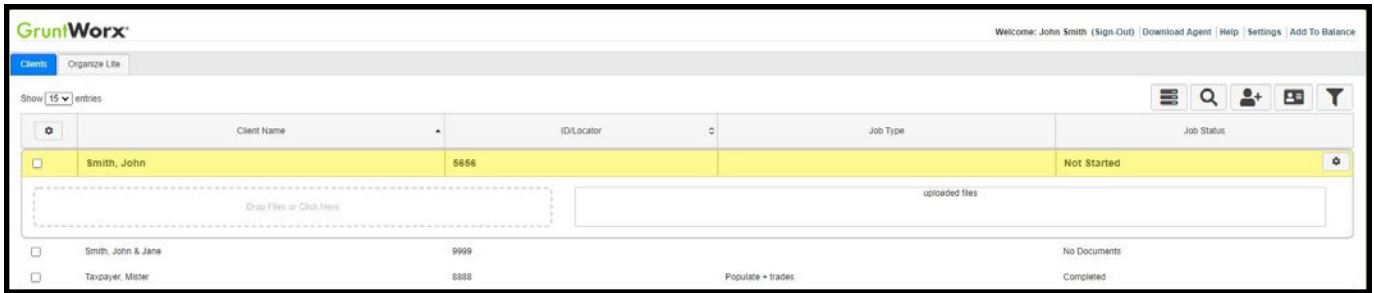 GruntWorx
Welcome: John Smith (Sign-Out) Download Agent Help Settings Add To Balance
Clients Organize Lite
Show 15 entries
Client Name ID/Locator Job Type Job Status
Smith, John 5656 Not Started
Drop Files or Click Here
uploaded files
Smith, John & Jane 9999 No Documents
Taxpayer, Mister 8888 Populate + trades Completed